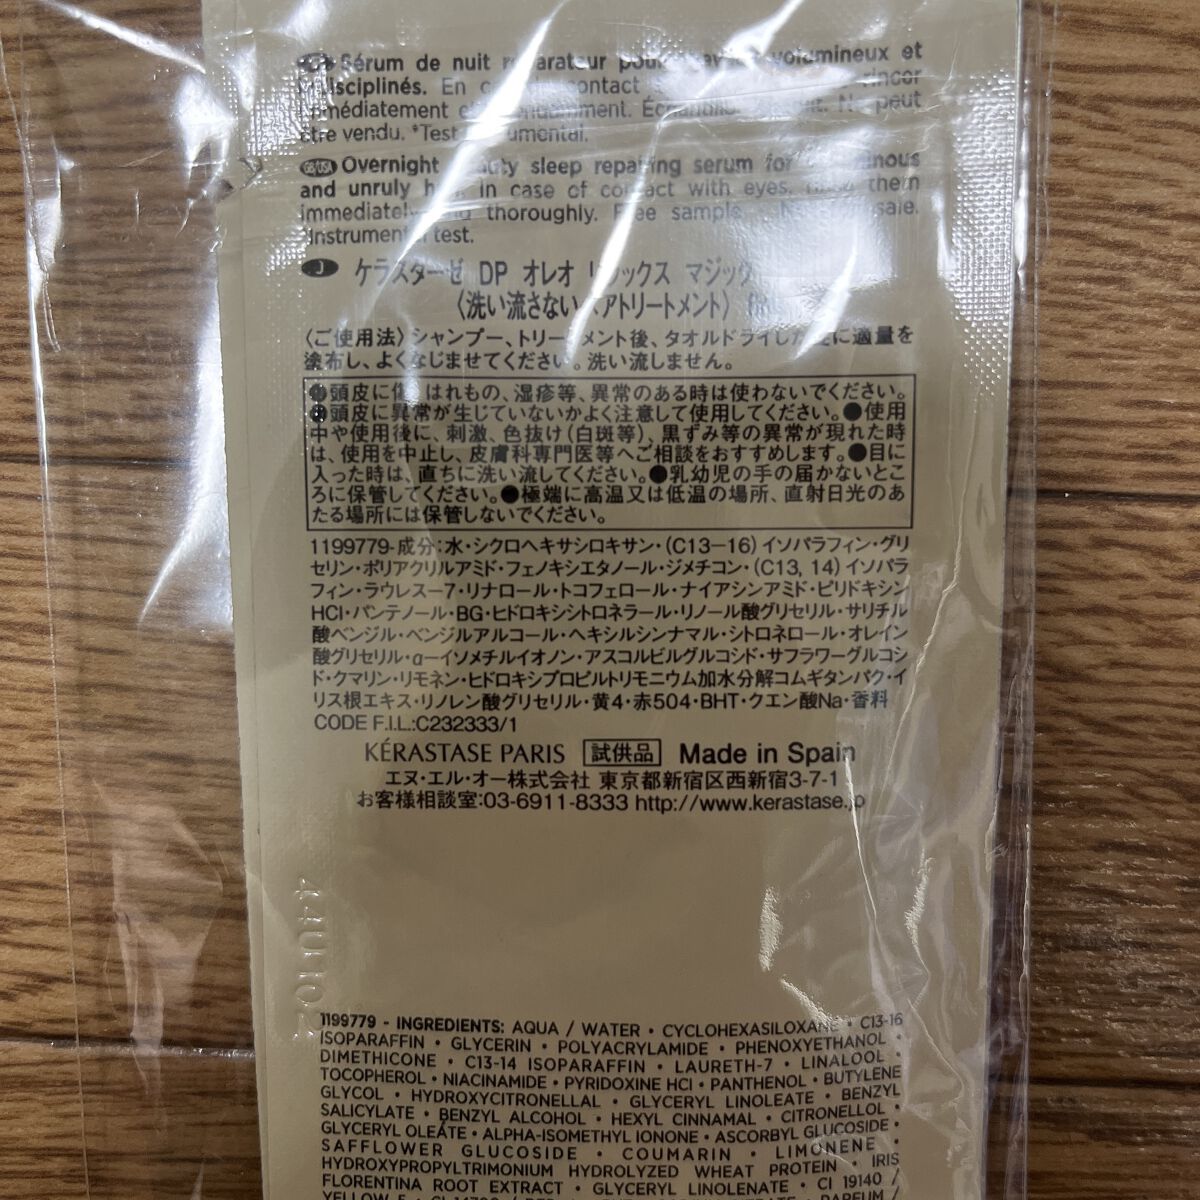 Sérum de nuit réparateur pour volumineux et
indisciplinés. En contact rincer
immédiatement et abondamment. Échantillon gratuit. Ne peut
être vendu. *Test instrumental.
GB/USA Overnight beauty sleep repairing serum for voluminous
and unruly hair. In case of contact with eyes, rinse them
immediately and thoroughly. Free sample. Not for sale.
*Instrumental test.
J ケラスターゼ DP オレオ リラックス マジック
〈洗い流さないヘアトリートメント〉
〈ご使用法〉シャンプー、トリートメント後、タオルドライした髪に適量を
塗布し、よくなじませてください。洗い流しません。
●頭皮に傷、はれもの、湿疹等、異常のある時は使わないでください。
●頭皮に異常が生じていないかよく注意して使用してください。●使用
中や使用後に、刺激、色抜け(白斑等)、黒ずみ等の異常が現れた時
は、使用を中止し、皮膚科専門医等へご相談をおすすめします。●目に
入った時は、直ちに洗い流してください。●乳幼児の手の届かないとこ
ろに保管してください。●極端に高温又は低温の場所、直射日光のあ
たる場所には保管しないでください。
1199779-成分:水・シクロヘキサシロキサン・(C13-16)イソパラフィン・グリ
セリン・ポリアクリルアミド・フェノキシエタノール・ジメチコン・(C13, 14)イソパラ
フィン・ラウレス-7・リナロール・トコフェロール・ナイアシンアミド・ピリドキシン
HCl・パンテノール・BG・ヒドロキシシトロネラール・リノール酸グリセリル・サリチル
酸ベンジル・ベンジルアルコール・ヘキシルシンナマル・シトロネロール・オレイン
酸グリセリル・α-イソメチルイオノン・アスコルビルグルコシド・サフラワーグルコシ
ド・クマリン・リモネン・ヒドロキシプロピルトリモニウム加水分解コムギタンパク・イ
リス根エキス・リノレン酸グリセリル・黄4・赤504・BHT・クエン酸Na・香料
CODE F.I.L.:C232333/1
KÉRASTASE PARIS 試供品 Made in Spain
エヌ・エル・オー株式会社 東京都新宿区西新宿3-7-1
お客様相談室:03-6911-8333 http://www.kerastase.jp
44U102
1199779 - INGREDIENTS: AQUA / WATER • CYCLOHEXASILOXANE • C13-16
ISOPARAFFIN • GLYCERIN • POLYACRYLAMIDE • PHENOXYETHANOL •
DIMETHICONE • C13-14 ISOPARAFFIN • LAURETH-7 • LINALOOL •
TOCOPHEROL • NIACINAMIDE • PYRIDOXINE HCl • PANTHENOL • BUTYLENE
GLYCOL • HYDROXYCITRONELLAL • GLYCERYL LINOLEATE • BENZYL
SALICYLATE • BENZYL ALCOHOL • HEXYL CINNAMAL • CITRONELLOL •
GLYCERYL OLEATE • ALPHA-ISOMETHYL IONONE • ASCORBYL GLUCOSIDE •
SAFFLOWER GLUCOSIDE • COUMARIN • LIMONENE •
HYDROXYPROPYLTRIMONIUM HYDROLYZED WHEAT PROTEIN • IRIS
FLORENTINA ROOT EXTRACT • GLYCERYL LINOLENATE • CI 19140 /
YELLOW 5 • CI 14700 / PARFUM /